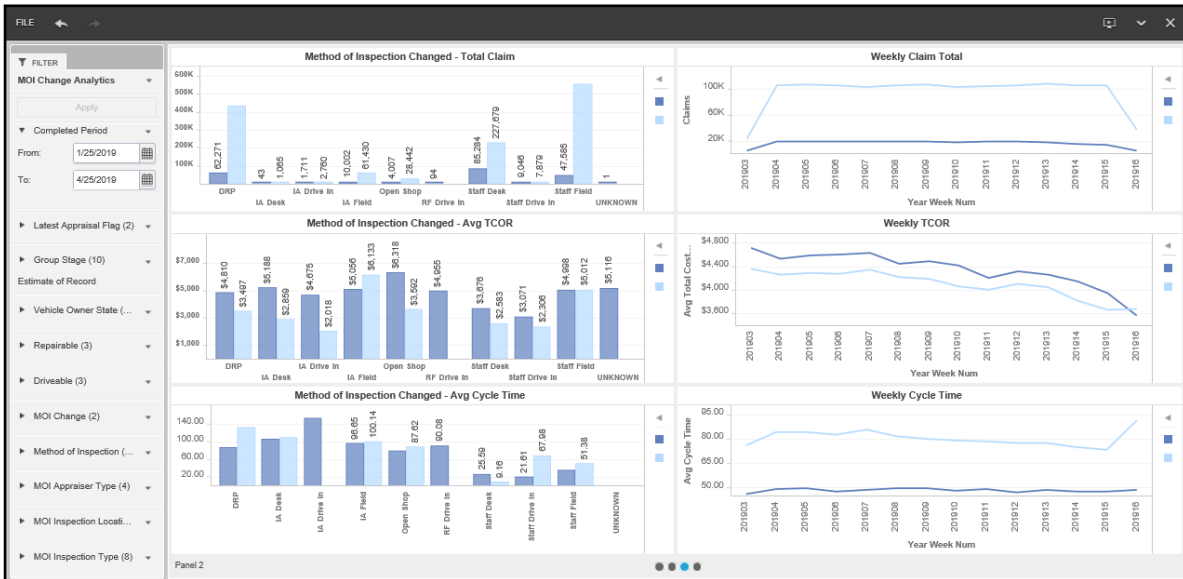 FILE
FILTER
MOI Change Analytics
Apply
Completed Period
From: 1/25/2019
To: 4/25/2019
Latest Appraisal Flag (2)
Group Stage (10)
Estimate of Record
Vehicle Owner State (...
Repairable (3)
Driveable (3)
MOI Change (2)
Method of Inspection (...
MOI Appraiser Type (4)
MOI Inspection Locati...
MOI Inspection Type (8)
Method of Inspection Changed - Total Claim
600K
500K
400K
300K
200K
100K
62,271
43 1,065
1,711 2,760
10,002 61,430
4,007 28,442
94
85,284 227,679
9,046 7,879
47,585
1
DRP IA Drive In Open Shop Staff Desk Staff Field
IA Desk IA Field RF Drive In Staff Drive In UNKNOWN
Weekly Claim Total
Claims
100K
60K
20K
201903 201904 201905 201906 201907 201908 201909 201910 201911 201912 201913 201914 201915 201916
Year Week Num
Method of Inspection Changed - Avg TCOR
$7,000
$5,000
$3,000
$1,000
$4,810 $3,497
$5,188 $2,859
$4,675 $2,018
$5,056 $6,133
$6,318 $3,592
$4,955
$3,676 $2,583
$3,071 $2,306
$4,998 $5,012
$5,116
DRP IA Drive In Open Shop Staff Desk Staff Field
IA Desk IA Field RF Drive In Staff Drive In UNKNOWN
Weekly TCOR
Avg Total Cost...
$4,800
$4,400
$4,000
$3,600
201903 201904 201905 201906 201907 201908 201909 201910 201911 201912 201913 201914 201915 201916
Year Week Num
Method of Inspection Changed - Avg Cycle Time
140.00
100.00
60.00
20.00
96.65 100.14
87.62
90.08
25.59 9.16
21.61 67.98
51.38
DRP IA Desk IA Drive In IA Field Open Shop RF Drive In Staff Desk Staff Drive In Staff Field UNKNOWN
Weekly Cycle Time
Avg Cycle Time
95.00
80.00
65.00
50.00
201903 201904 201905 201906 201907 201908 201909 201910 201911 201912 201913 201914 201915 201916
Year Week Num
Panel 2